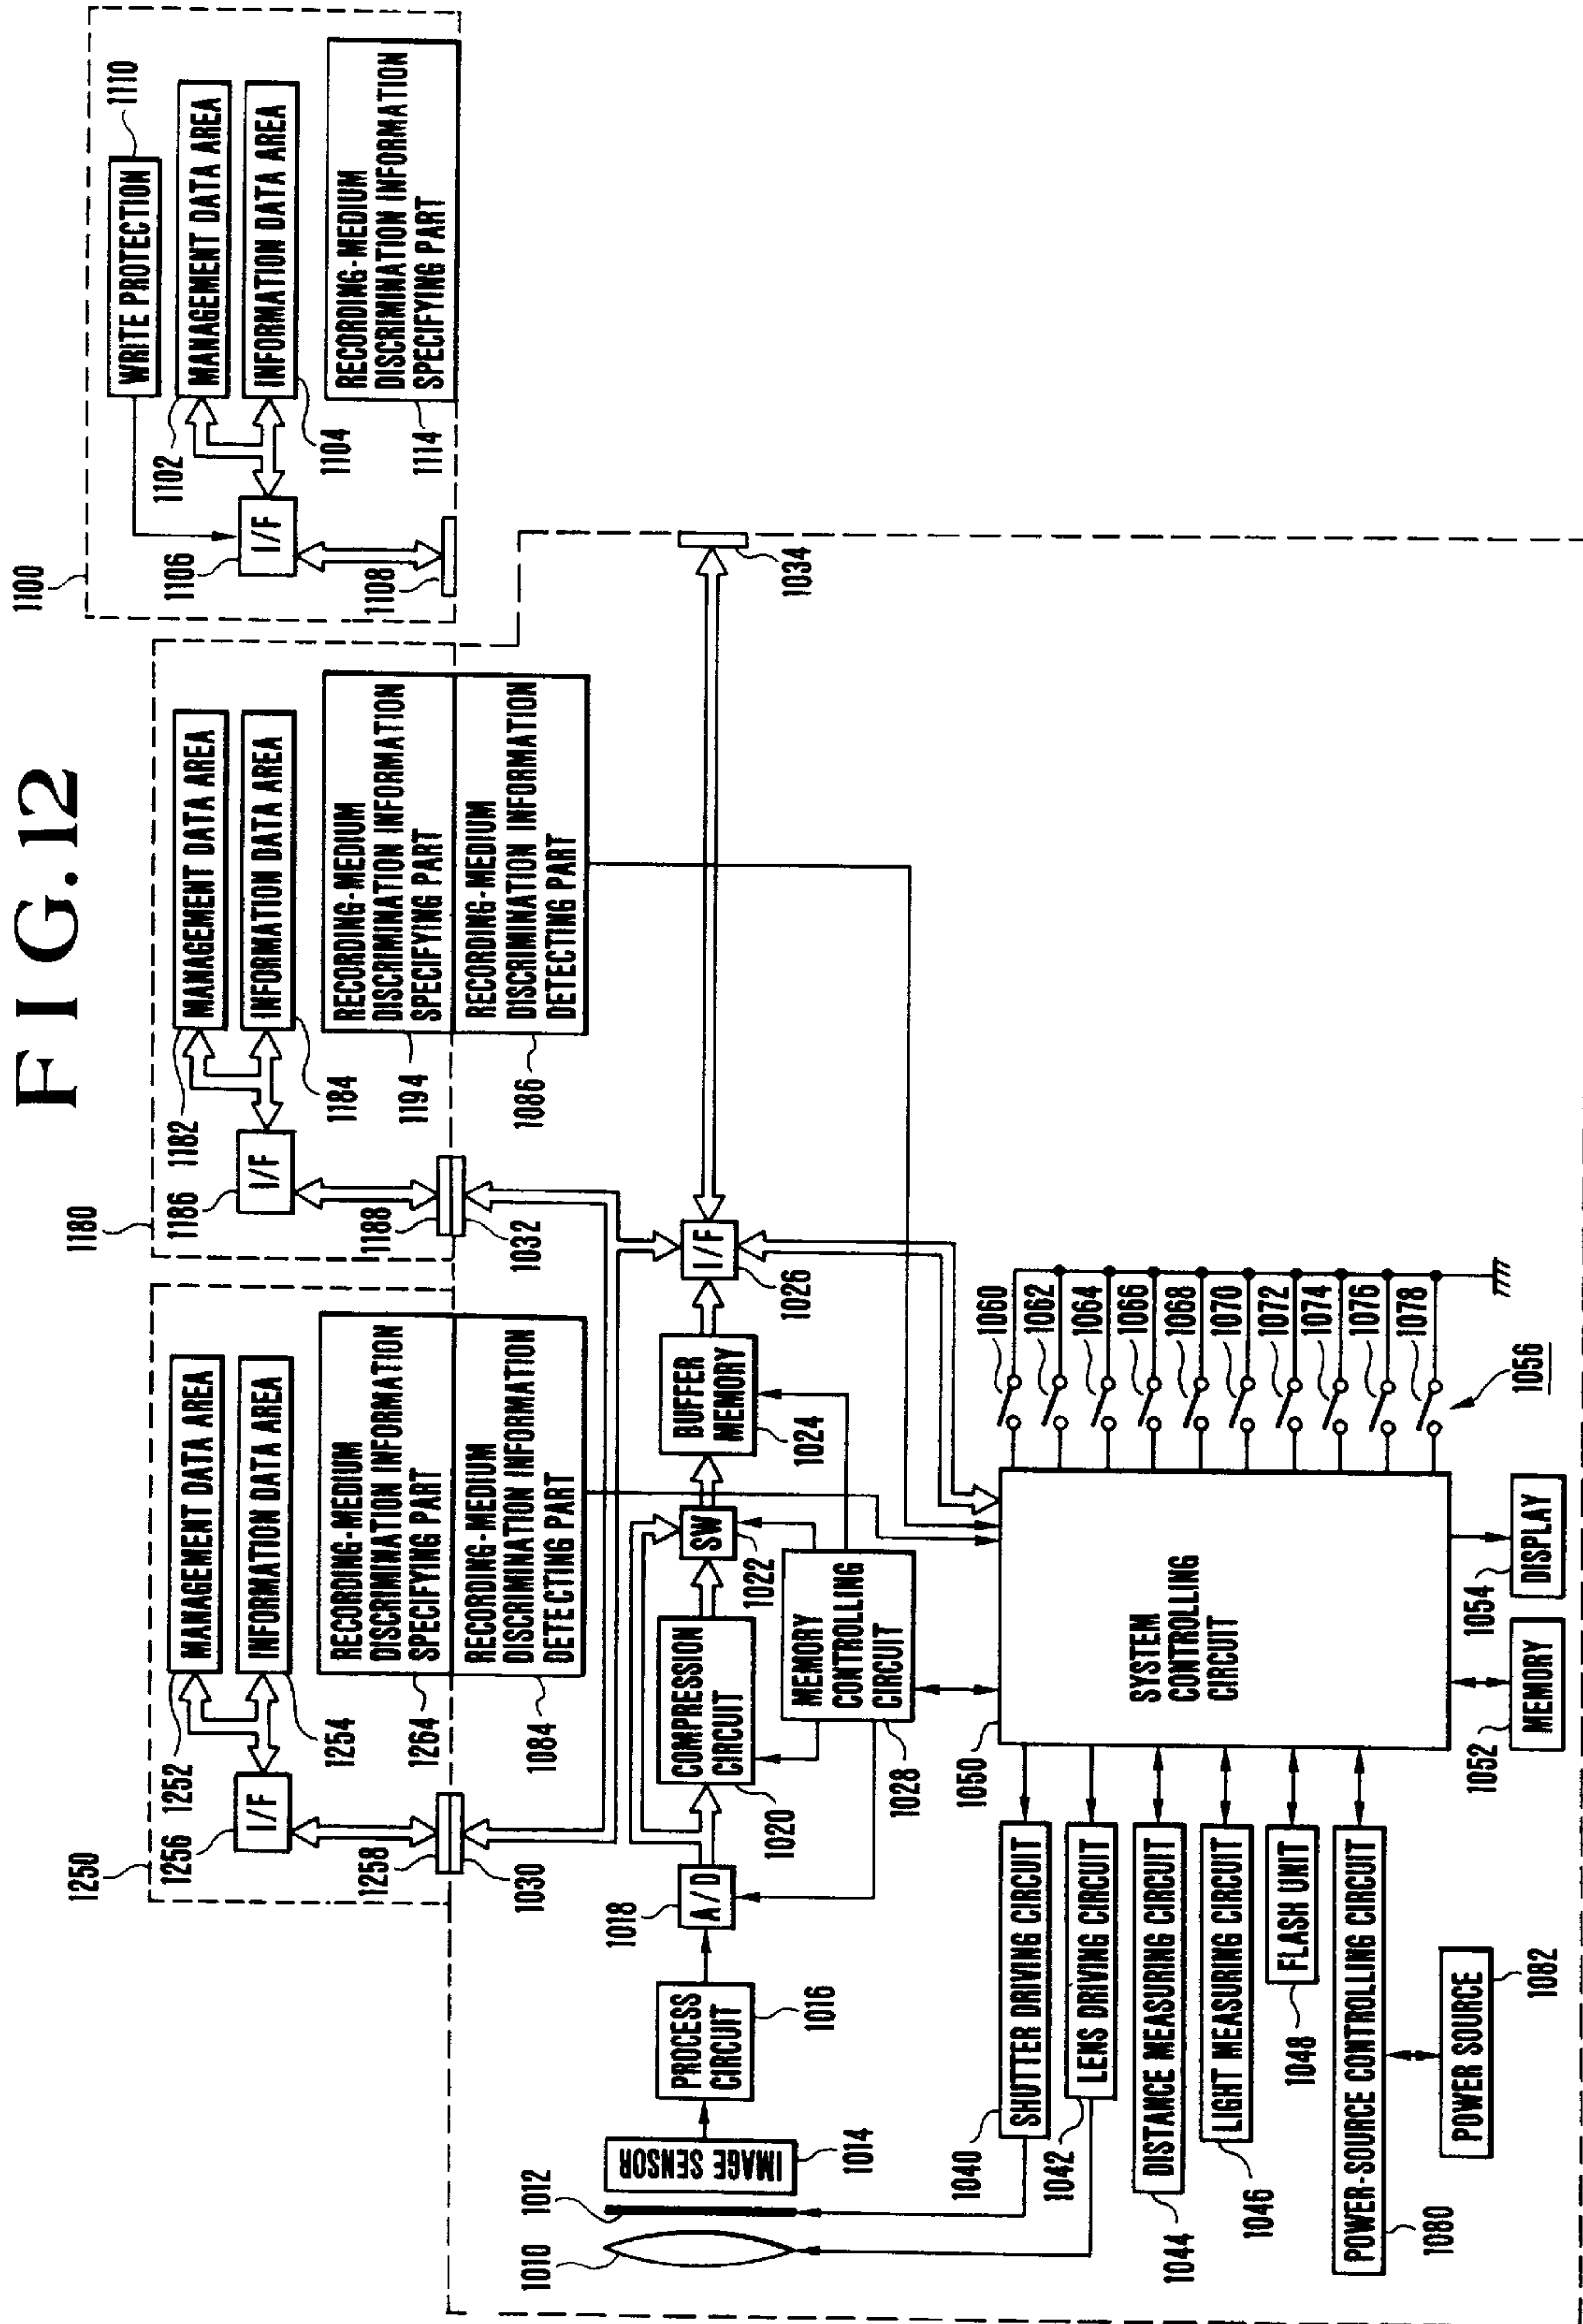 FIG.12
1250
1252
MANAGEMENT DATA AREA
1256
I/F
INFORMATION DATA AREA
1254
1258
1264
RECORDING-MEDIUM
DISCRIMINATION INFORMATION
SPECIFYING PART
1030
1084
RECORDING-MEDIUM
DISCRIMINATION INFORMATION
DETECTING PART
1180
1182
MANAGEMENT DATA AREA
1186
I/F
INFORMATION DATA AREA
1184
1188
1194
RECORDING-MEDIUM
DISCRIMINATION INFORMATION
SPECIFYING PART
1032
1086
RECORDING-MEDIUM
DISCRIMINATION INFORMATION
DETECTING PART
1100
WRITE PROTECTION
1110
1102
MANAGEMENT DATA AREA
1106
I/F
INFORMATION DATA AREA
1104
1108
1114
RECORDING-MEDIUM
DISCRIMINATION INFORMATION
SPECIFYING PART
1010
1012
IMAGE SENSOR
1014
PROCESS
CIRCUIT
1016
1018
A/D
COMPRESSION
CIRCUIT
1020
SW
1022
BUFFER
MEMORY
1024
I/F
1026
1034
MEMORY
CONTROLLING
CIRCUIT
1028
1040
SHUTTER DRIVING CIRCUIT
1042
LENS DRIVING CIRCUIT
DISTANCE MEASURING CIRCUIT
1044
LIGHT MEASURING CIRCUIT
1046
FLASH UNIT
1048
POWER-SOURCE CONTROLLING CIRCUIT
1080
POWER SOURCE
1082
1050
SYSTEM
CONTROLLING
CIRCUIT
1052
MEMORY
1054
DISPLAY
1060
1062
1064
1066
1068
1070
1072
1074
1076
1078
1056